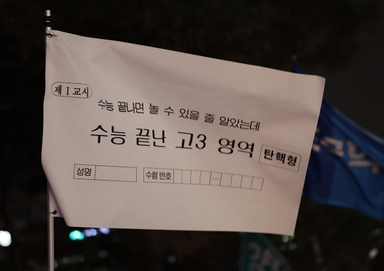 제1교시
수능 끝나면 놀 수 있을 줄 알았는데
수능 끝난 고3 영역 탄핵형
성명
수험 번호